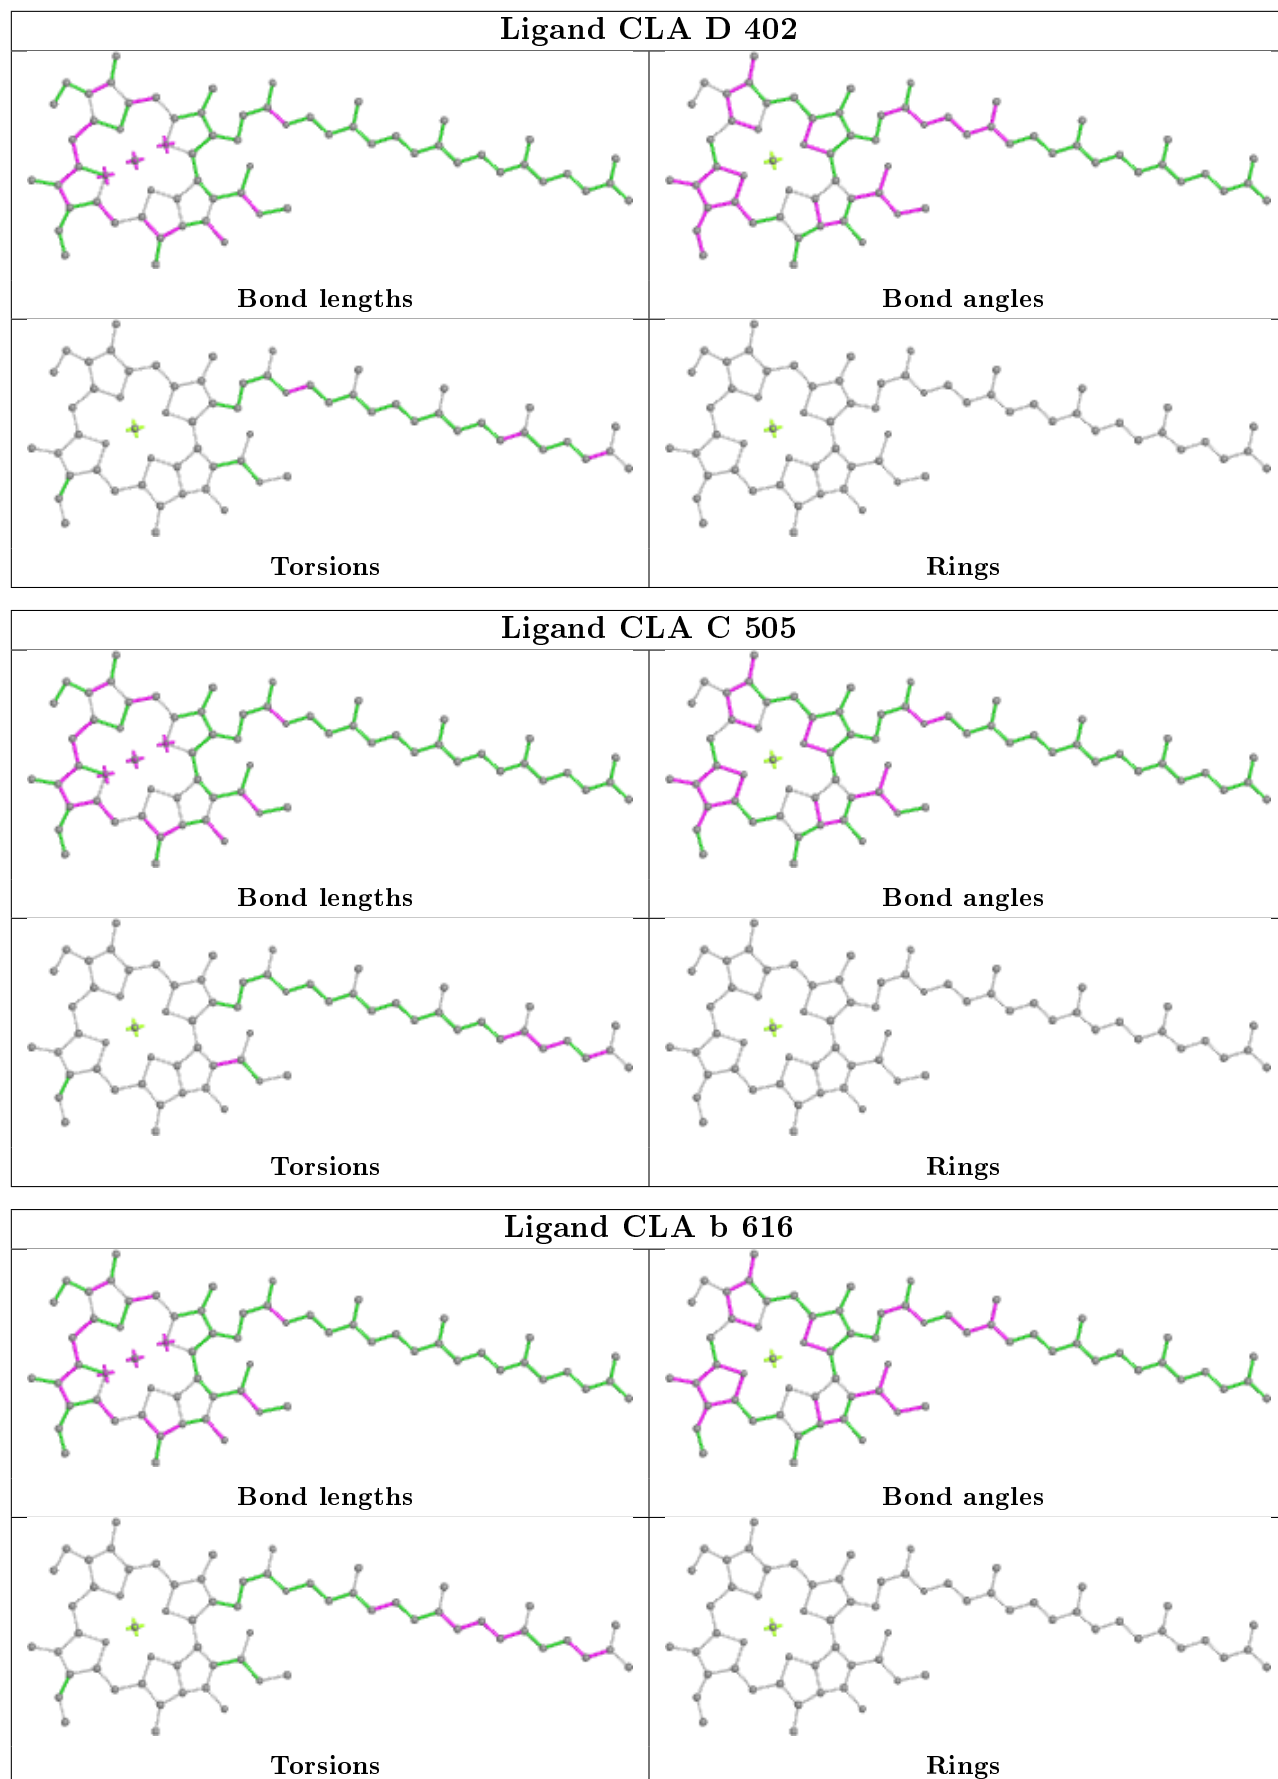 Ligand CLA D 402
Bond lengths
Bond angles
Torsions
Rings
Ligand CLA C 505
Bond lengths
Bond angles
Torsions
Rings
Ligand CLA b 616
Bond lengths
Bond angles
Torsions
Rings